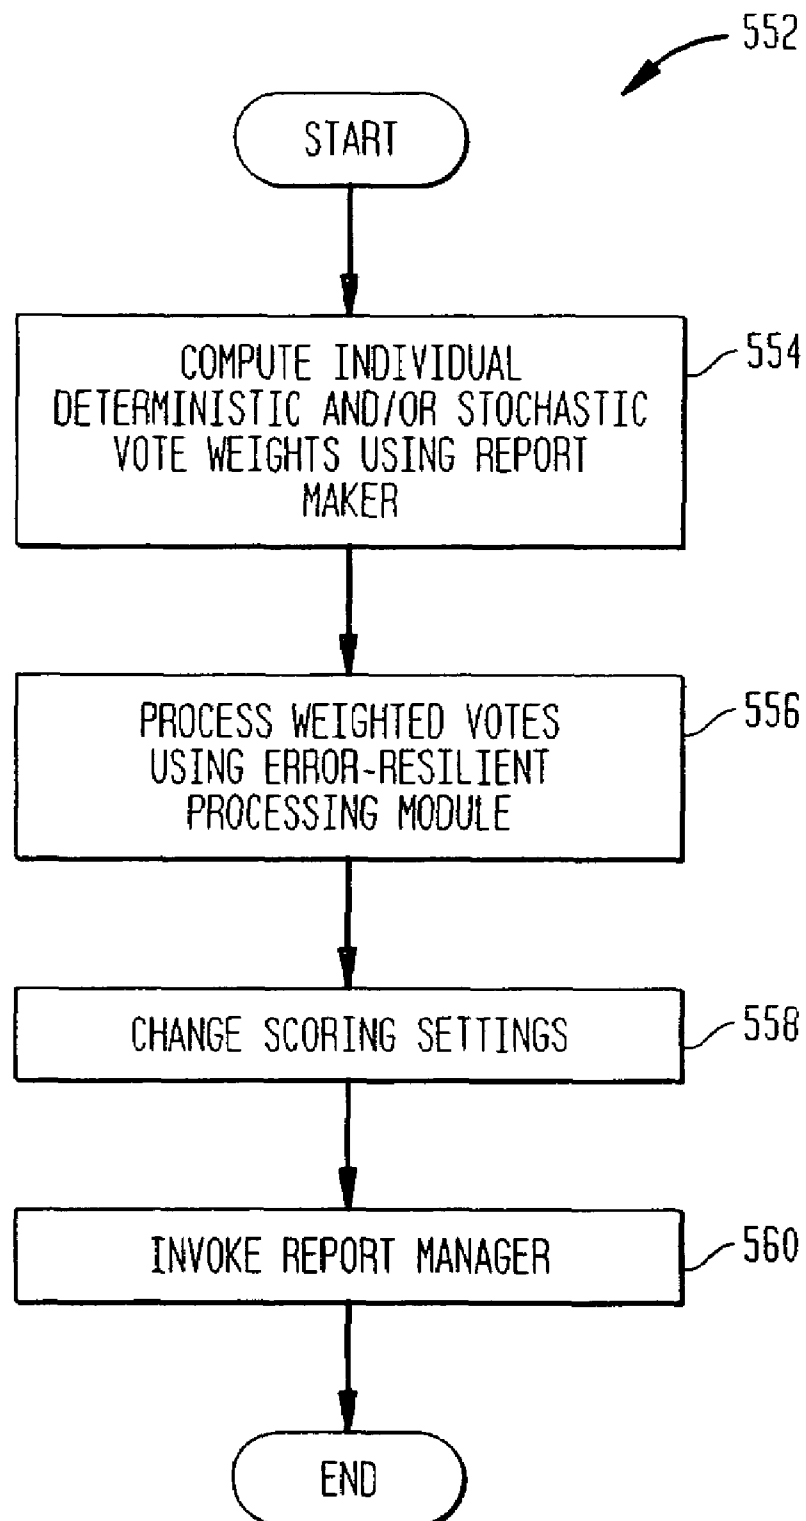 552
START
COMPUTE INDIVIDUAL
DETERMINISTIC AND/OR STOCHASTIC
VOTE WEIGHTS USING REPORT
MAKER
554
PROCESS WEIGHTED VOTES
USING ERROR-RESILIENT
PROCESSING MODULE
556
CHANGE SCORING SETTINGS
558
INVOKE REPORT MANAGER
560
END